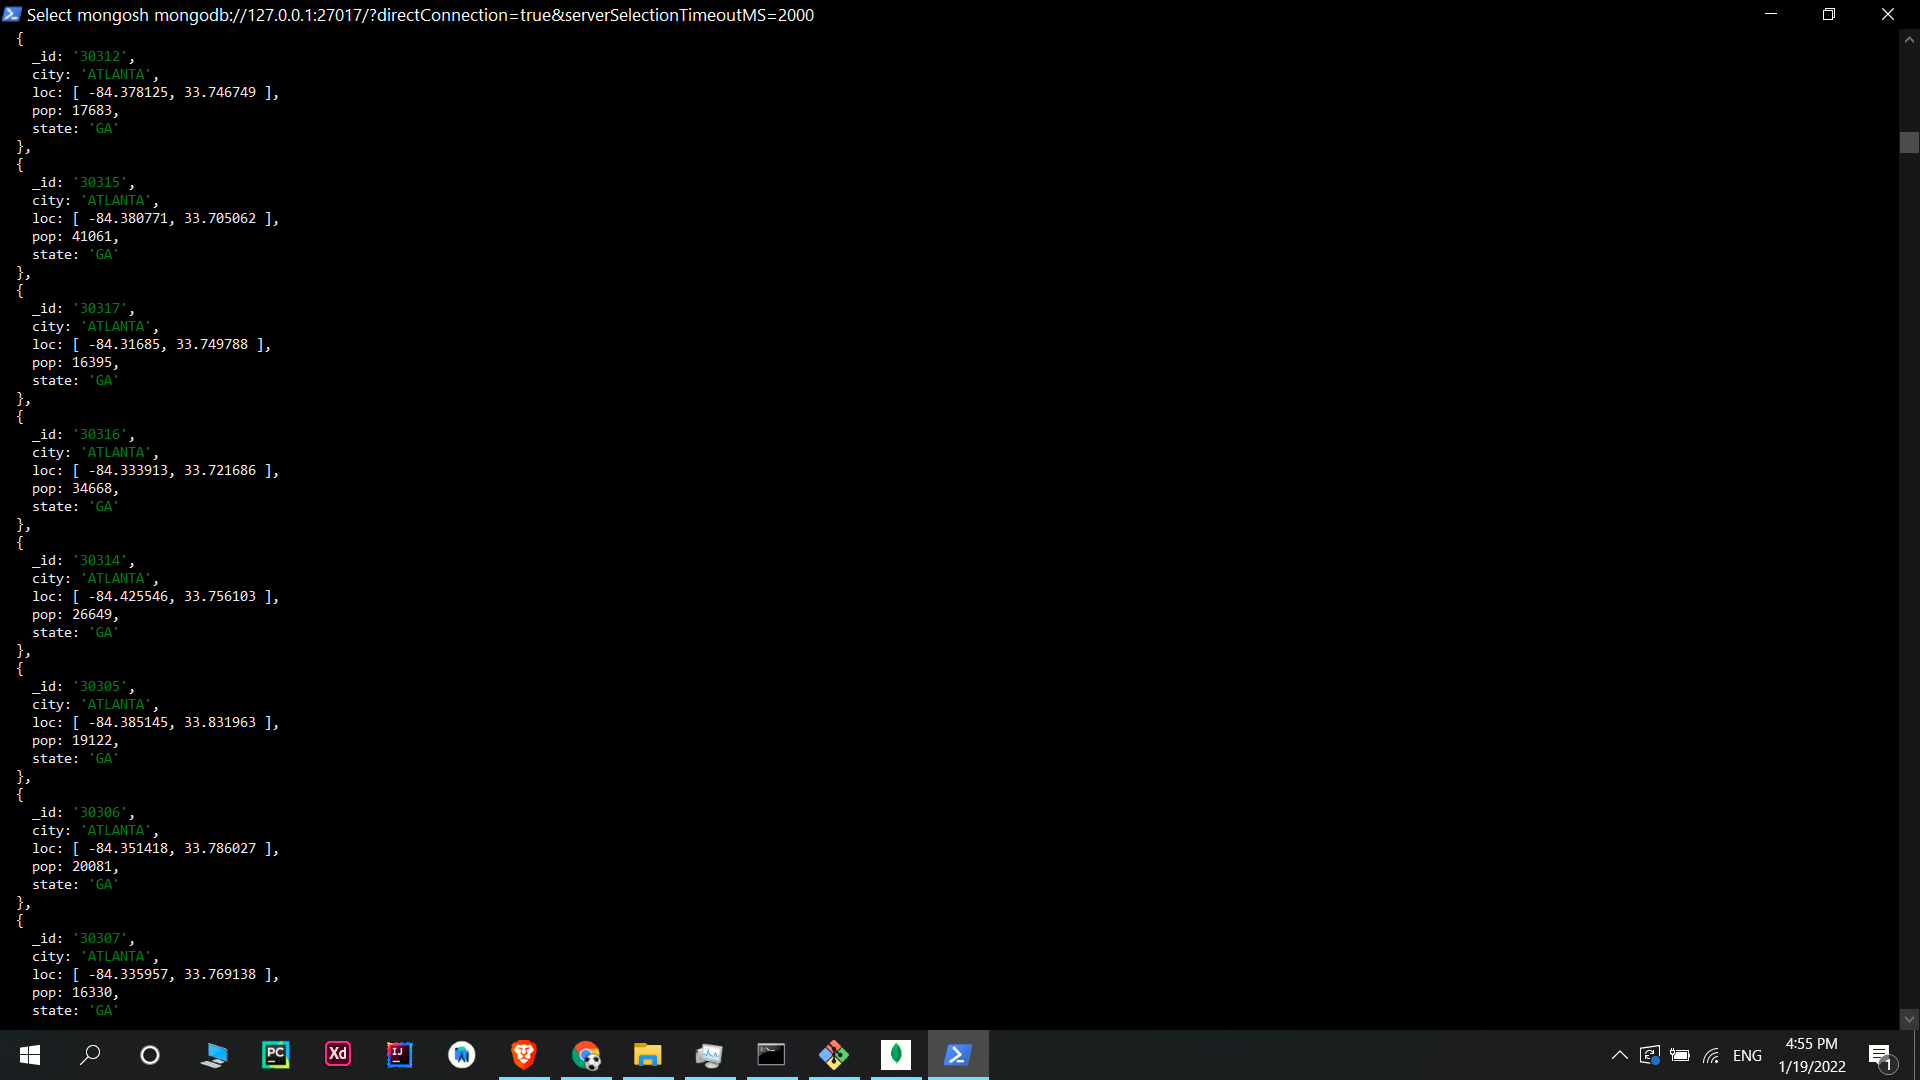 Select mongosh mongodb://127.0.0.1:27017/?directConnection=true&serverSelectionTimeoutMS=2000
{
_id: '30312',
city: 'ATLANTA',
loc: [ -84.378125, 33.746749 ],
pop: 17683,
state: 'GA'
},
{
_id: '30315',
city: 'ATLANTA',
loc: [ -84.380771, 33.705062 ],
pop: 41061,
state: 'GA'
},
{
_id: '30317',
city: 'ATLANTA',
loc: [ -84.31685, 33.749788 ],
pop: 16395,
state: 'GA'
},
{
_id: '30316',
city: 'ATLANTA',
loc: [ -84.333913, 33.721686 ],
pop: 34668,
state: 'GA'
},
{
_id: '30314',
city: 'ATLANTA',
loc: [ -84.425546, 33.756103 ],
pop: 26649,
state: 'GA'
},
{
_id: '30305',
city: 'ATLANTA',
loc: [ -84.385145, 33.831963 ],
pop: 19122,
state: 'GA'
},
{
_id: '30306',
city: 'ATLANTA',
loc: [ -84.351418, 33.786027 ],
pop: 20081,
state: 'GA'
},
{
_id: '30307',
city: 'ATLANTA',
loc: [ -84.335957, 33.769138 ],
pop: 16330,
state: 'GA'
PC
Xd
IJ
ENG
4:55 PM
1/19/2022
1